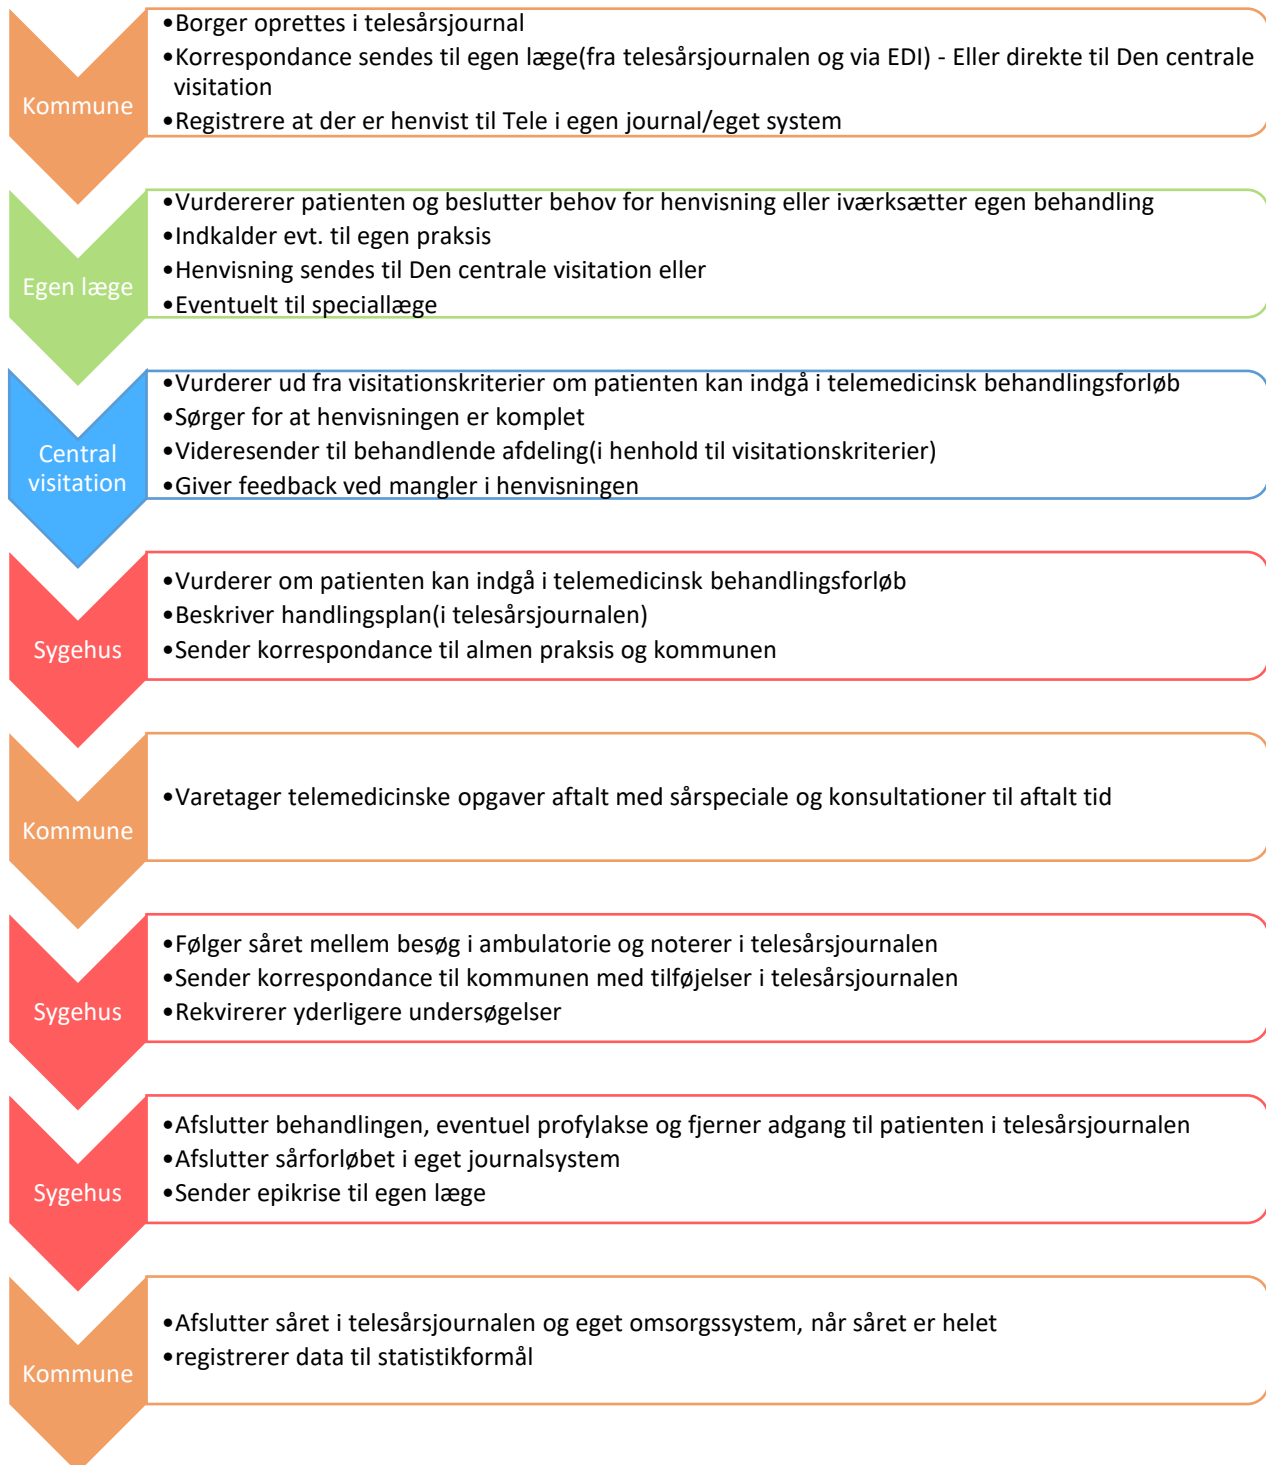 Kommune
•Borger oprettes i telesårsjournal
•Korrespondance sendes til egen læge(fra telesårsjournalen og via EDI) - Eller direkte til Den centrale
visitation
•Registrere at der er henvist til Tele i egen journal/eget system
Egen læge
•Vurdererer patienten og beslutter behov for henvisning eller iværksætter egen behandling
•Indkalder evt. til egen praksis
•Henvisning sendes til Den centrale visitation eller
•Eventuelt til speciallæge
Central
visitation
•Vurderer ud fra visitationskriterier om patienten kan indgå i telemedicinsk behandlingsforløb
•Sørger for at henvisningen er komplet
•Videresender til behandlende afdeling(i henhold til visitationskriterier)
•Giver feedback ved mangler i henvisningen
Sygehus
•Vurderer om patienten kan indgå i telemedicinsk behandlingsforløb
•Beskriver handlingsplan(i telesårsjournalen)
•Sender korrespondance til almen praksis og kommunen
Kommune
•Varetager telemedicinske opgaver aftalt med sårspeciale og konsultationer til aftalt tid
Sygehus
•Følger såret mellem besøg i ambulatorie og noterer i telesårsjournalen
•Sender korrespondance til kommunen med tilføjelser i telesårsjournalen
•Rekvirerer yderligere undersøgelser
Sygehus
•Afslutter behandlingen, eventuel profylakse og fjerner adgang til patienten i telesårsjournalen
•Afslutter sårforløbet i eget journalsystem
•Sender epikrise til egen læge
Kommune
•Afslutter såret i telesårsjournalen og eget omsorgssystem, når såret er helet
•registrerer data til statistikformål